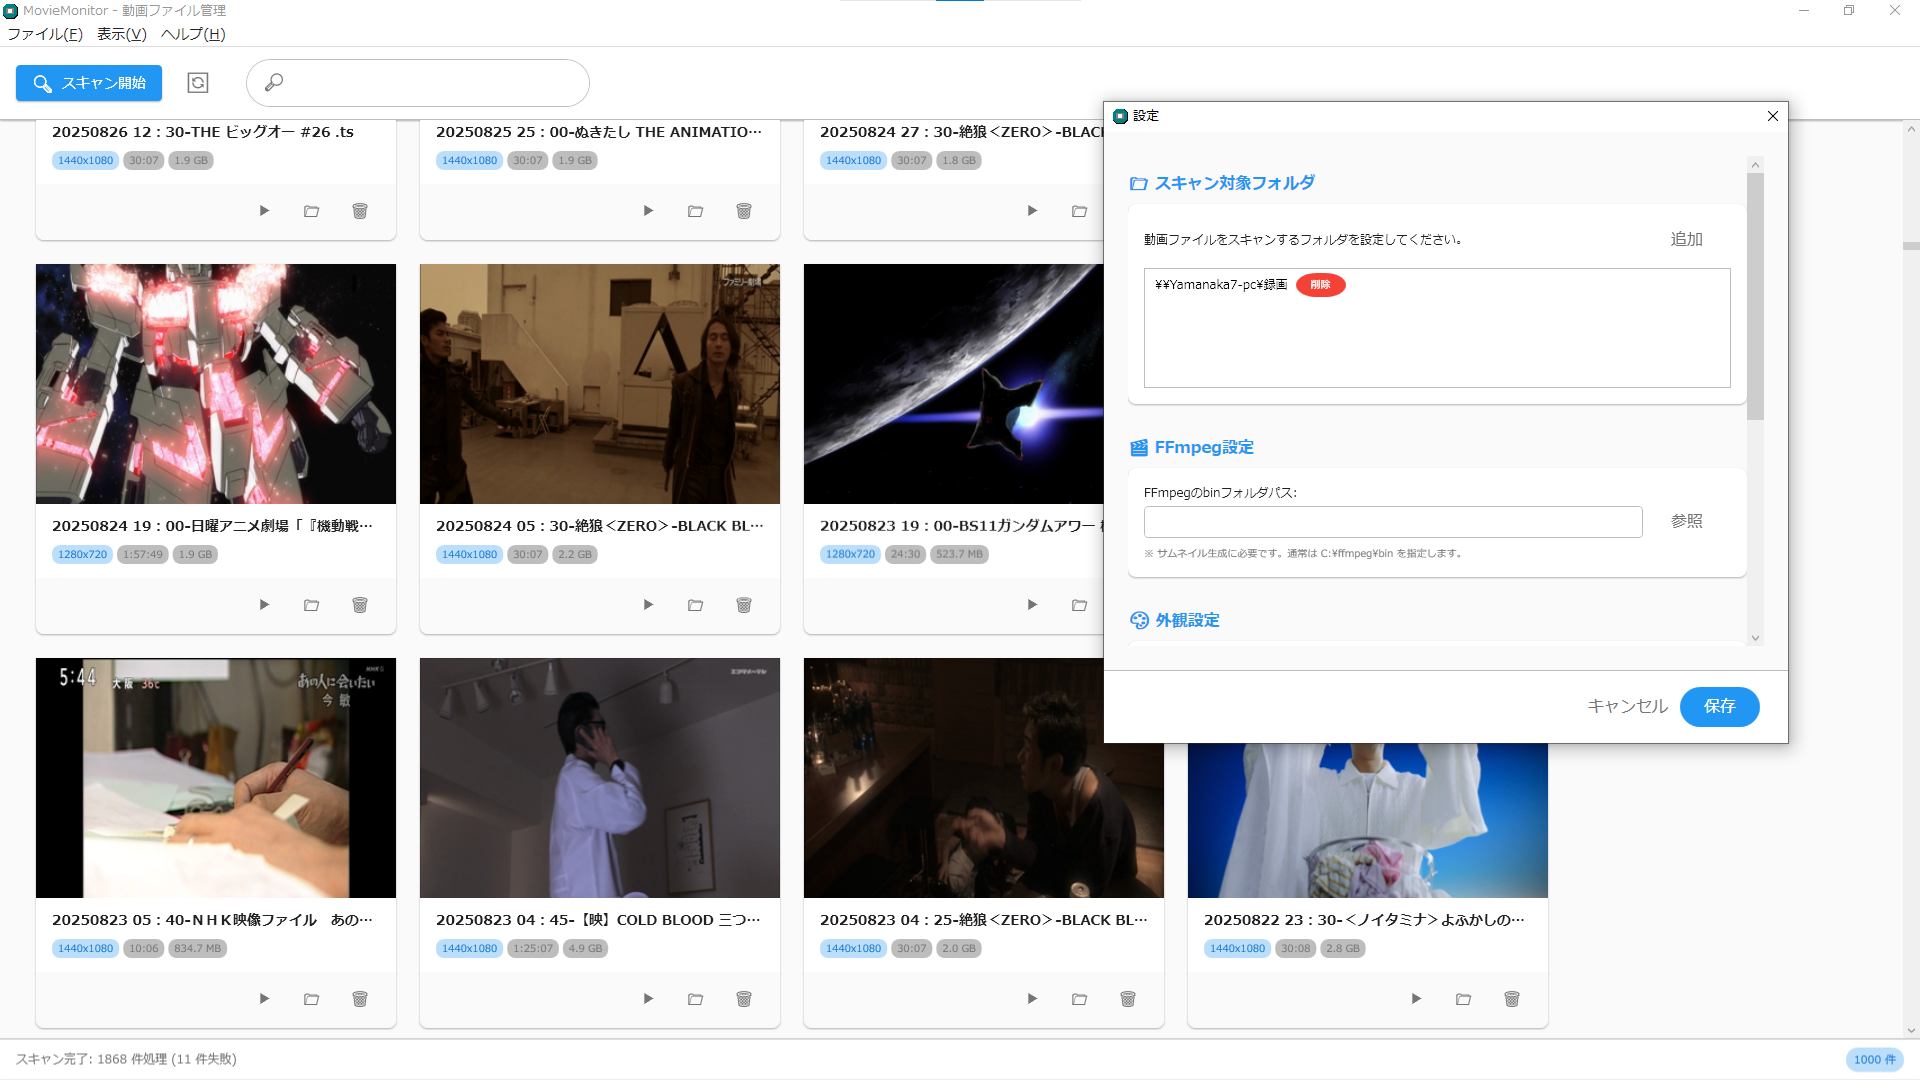 MovieMonitor - 動画ファイル管理
ファイル(F) 表示(V) ヘルプ(H)
スキャン開始
20250826 12：30-THE ビッグオー #26 .ts
1440x1080 30:07 1.9 GB
20250825 25：00-ぬきたし THE ANIMATIO…
1440x1080 30:07 1.9 GB
20250824 27：30-絶狼＜ZERO＞-BLACK
1440x1080 30:07 1.8 GB
ファミリー劇場
20250824 19：00-日曜アニメ劇場「『機動戦…
1280x720 1:57:49 1.9 GB
20250824 05：30-絶狼＜ZERO＞-BLACK BL…
1440x1080 30:07 2.2 GB
20250823 19：00-BS11ガンダムアワー
1280x720 24:30 523.7 MB
5:44
大阪 36℃
NHK G
あの人に会いたい
今 敏
20250823 05：40-ＮＨＫ映像ファイル　あの…
1440x1080 10:06 834.7 MB
20250823 04：45-【映】COLD BLOOD 三つ…
1440x1080 1:25:07 4.9 GB
20250823 04：25-絶狼＜ZERO＞-BLACK BL…
1440x1080 30:07 2.0 GB
20250822 23：30-＜ノイタミナ＞よふかしの…
1440x1080 30:08 2.8 GB
設定
スキャン対象フォルダ
動画ファイルをスキャンするフォルダを設定してください。
追加
¥¥Yamanaka7-pc¥録画 削除
FFmpeg設定
FFmpegのbinフォルダパス:
参照
※ サムネイル生成に必要です。通常は C:¥ffmpeg¥bin を指定します。
外観設定
キャンセル 保存
スキャン完了: 1868 件処理 (11 件失敗)
1000 件